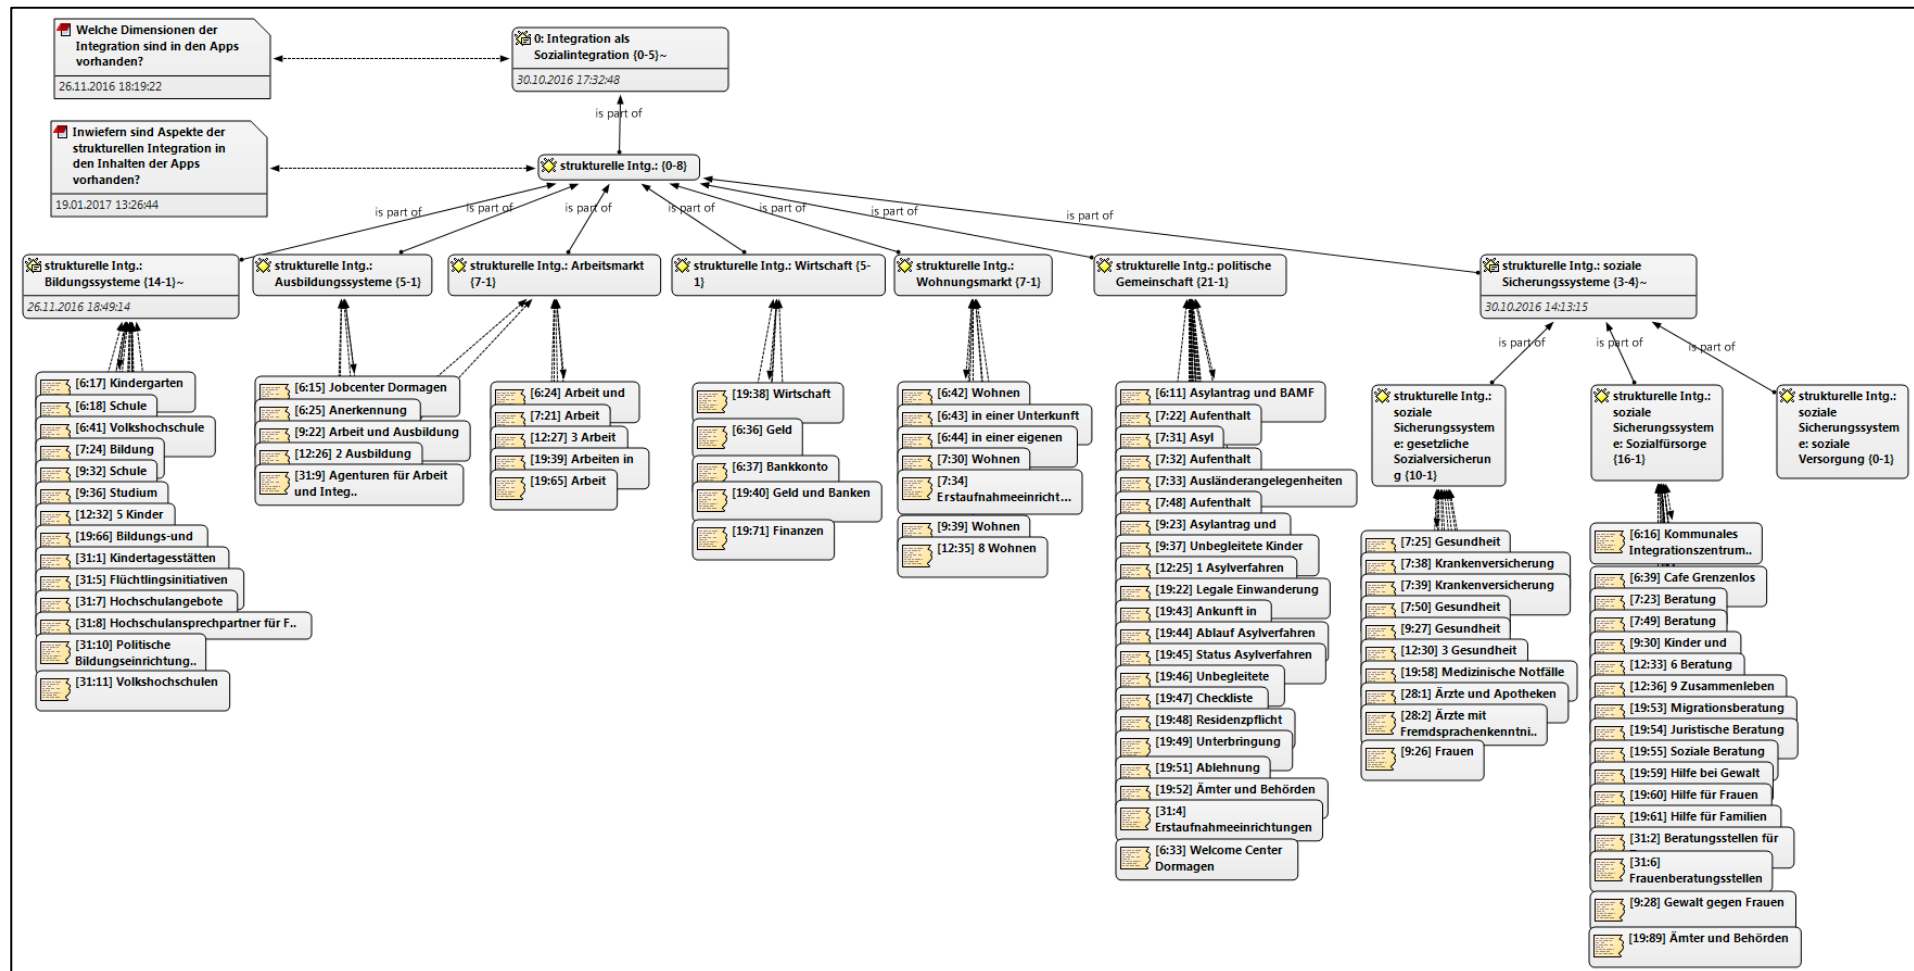 Welche Dimensionen der
Integration sind in den Apps
vorhanden?
26.11.2016 18:19:22
0: Integration als
Sozialintegration {0-5}~
30.10.2016 17:32:48
is part of
Inwiefern sind Aspekte der
strukturellen Integration in
den Inhalten der Apps
vorhanden?
19.01.2017 13:26:44
strukturelle Intg.: {0-8}
is part of
is part of
is part of
is part of
is part of
is part of
is part of
strukturelle Intg.:
Bildungssysteme {14-1}~
26.11.2016 18:49:14
strukturelle Intg.:
Ausbildungssysteme {5-1}
strukturelle Intg.: Arbeitsmarkt
{7-1}
strukturelle Intg.: Wirtschaft {5-
1}
strukturelle Intg.:
Wohnungsmarkt {7-1}
strukturelle Intg.: politische
Gemeinschaft {21-1}
strukturelle Intg.: soziale
Sicherungssysteme {3-4}~
30.10.2016 14:13:15
is part of
is part of
is part of
[6:17] Kindergarten
[6:18] Schule
[6:41] Volkshochschule
[7:24] Bildung
[9:32] Schule
[9:36] Studium
[12:32] 5 Kinder
[19:66] Bildungs-und
[31:1] Kindertagesstätten
[31:5] Flüchtlingsinitiativen
[31:7] Hochschulangebote
[31:8] Hochschulansprechpartner für F..
[31:10] Politische
Bildungseinrichtung..
[31:11] Volkshochschulen
[6:15] Jobcenter Dormagen
[6:25] Anerkennung
[9:22] Arbeit und Ausbildung
[12:26] 2 Ausbildung
[31:9] Agenturen für Arbeit
und Integ..
[6:24] Arbeit und
[7:21] Arbeit
[12:27] 3 Arbeit
[19:39] Arbeiten in
[19:65] Arbeit
[19:38] Wirtschaft
[6:36] Geld
[6:37] Bankkonto
[19:40] Geld und Banken
[19:71] Finanzen
[6:42] Wohnen
[6:43] in einer Unterkunft
[6:44] in einer eigenen
[7:30] Wohnen
[7:34]
Erstaufnahmeeinricht...
[9:39] Wohnen
[12:35] 8 Wohnen
[6:11] Asylantrag und BAMF
[7:22] Aufenthalt
[7:31] Asyl
[7:32] Aufenthalt
[7:33] Ausländerangelegenheiten
[7:48] Aufenthalt
[9:23] Asylantrag und
[9:37] Unbegleitete Kinder
[12:25] 1 Asylverfahren
[19:22] Legale Einwanderung
[19:43] Ankunft in
[19:44] Ablauf Asylverfahren
[19:45] Status Asylverfahren
[19:46] Unbegleitete
[19:47] Checkliste
[19:48] Residenzpflicht
[19:49] Unterbringung
[19:51] Ablehnung
[19:52] Ämter und Behörden
[31:4]
Erstaufnahmeeinrichtungen
[6:33] Welcome Center
Dormagen
strukturelle Intg.:
soziale
Sicherungssystem
e: gesetzliche
Sozialversicherun
g {10-1}
strukturelle Intg.:
soziale
Sicherungssystem
e: Sozialfürsorge
{16-1}
strukturelle Intg.:
soziale
Sicherungssystem
e: soziale
Versorgung {0-1}
[7:25] Gesundheit
[7:38] Krankenversicherung
[7:39] Krankenversicherung
[7:50] Gesundheit
[9:27] Gesundheit
[12:30] 3 Gesundheit
[19:58] Medizinische Notfälle
[28:1] Ärzte und Apotheken
[28:2] Ärzte mit
Fremdsprachenkenntni..
[9:26] Frauen
[6:16] Kommunales
Integrationszentrum..
[6:39] Cafe Grenzenlos
[7:23] Beratung
[7:49] Beratung
[9:30] Kinder und
[12:33] 6 Beratung
[12:36] 9 Zusammenleben
[19:53] Migrationsberatung
[19:54] Juristische Beratung
[19:55] Soziale Beratung
[19:59] Hilfe bei Gewalt
[19:60] Hilfe für Frauen
[19:61] Hilfe für Familien
[31:2] Beratungsstellen für
[31:6]
Frauenberatungsstellen
[9:28] Gewalt gegen Frauen
[19:89] Ämter und Behörden